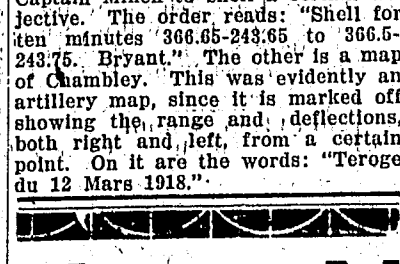 jective. The order reads: "Shell for
ten minutes 366.65-243.65 to 366.5-
243.75. Bryant." The other is a map
of Chambley. This was evidently an
artillery map, since it is marked off
showing the range and deflections,
both right and left, from a certain
point. On it are the words: "Teroge
du 12 Mars 1918."